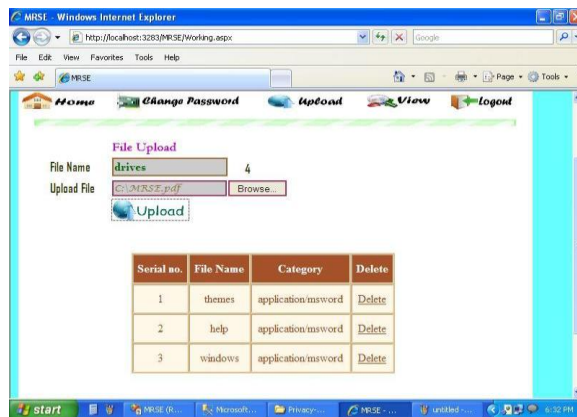 MRSE - Windows Internet Explorer
http://localhost:3283/MRSE/Working.aspx
Google
File Edit View Favorites Tools Help
MRSE
Page Tools
Home Change Password Upload View Logout
File Upload
File Name drives 4
Upload File C:\MRSE.pdf Browse...
Upload
Serial no. File Name Category Delete
1 themes application/msword Delete
2 help application/msword Delete
3 windows application/msword Delete
start MRSE (R... Microsoft... Privacy-... MRSE - ... untitled -... 6:32 PM